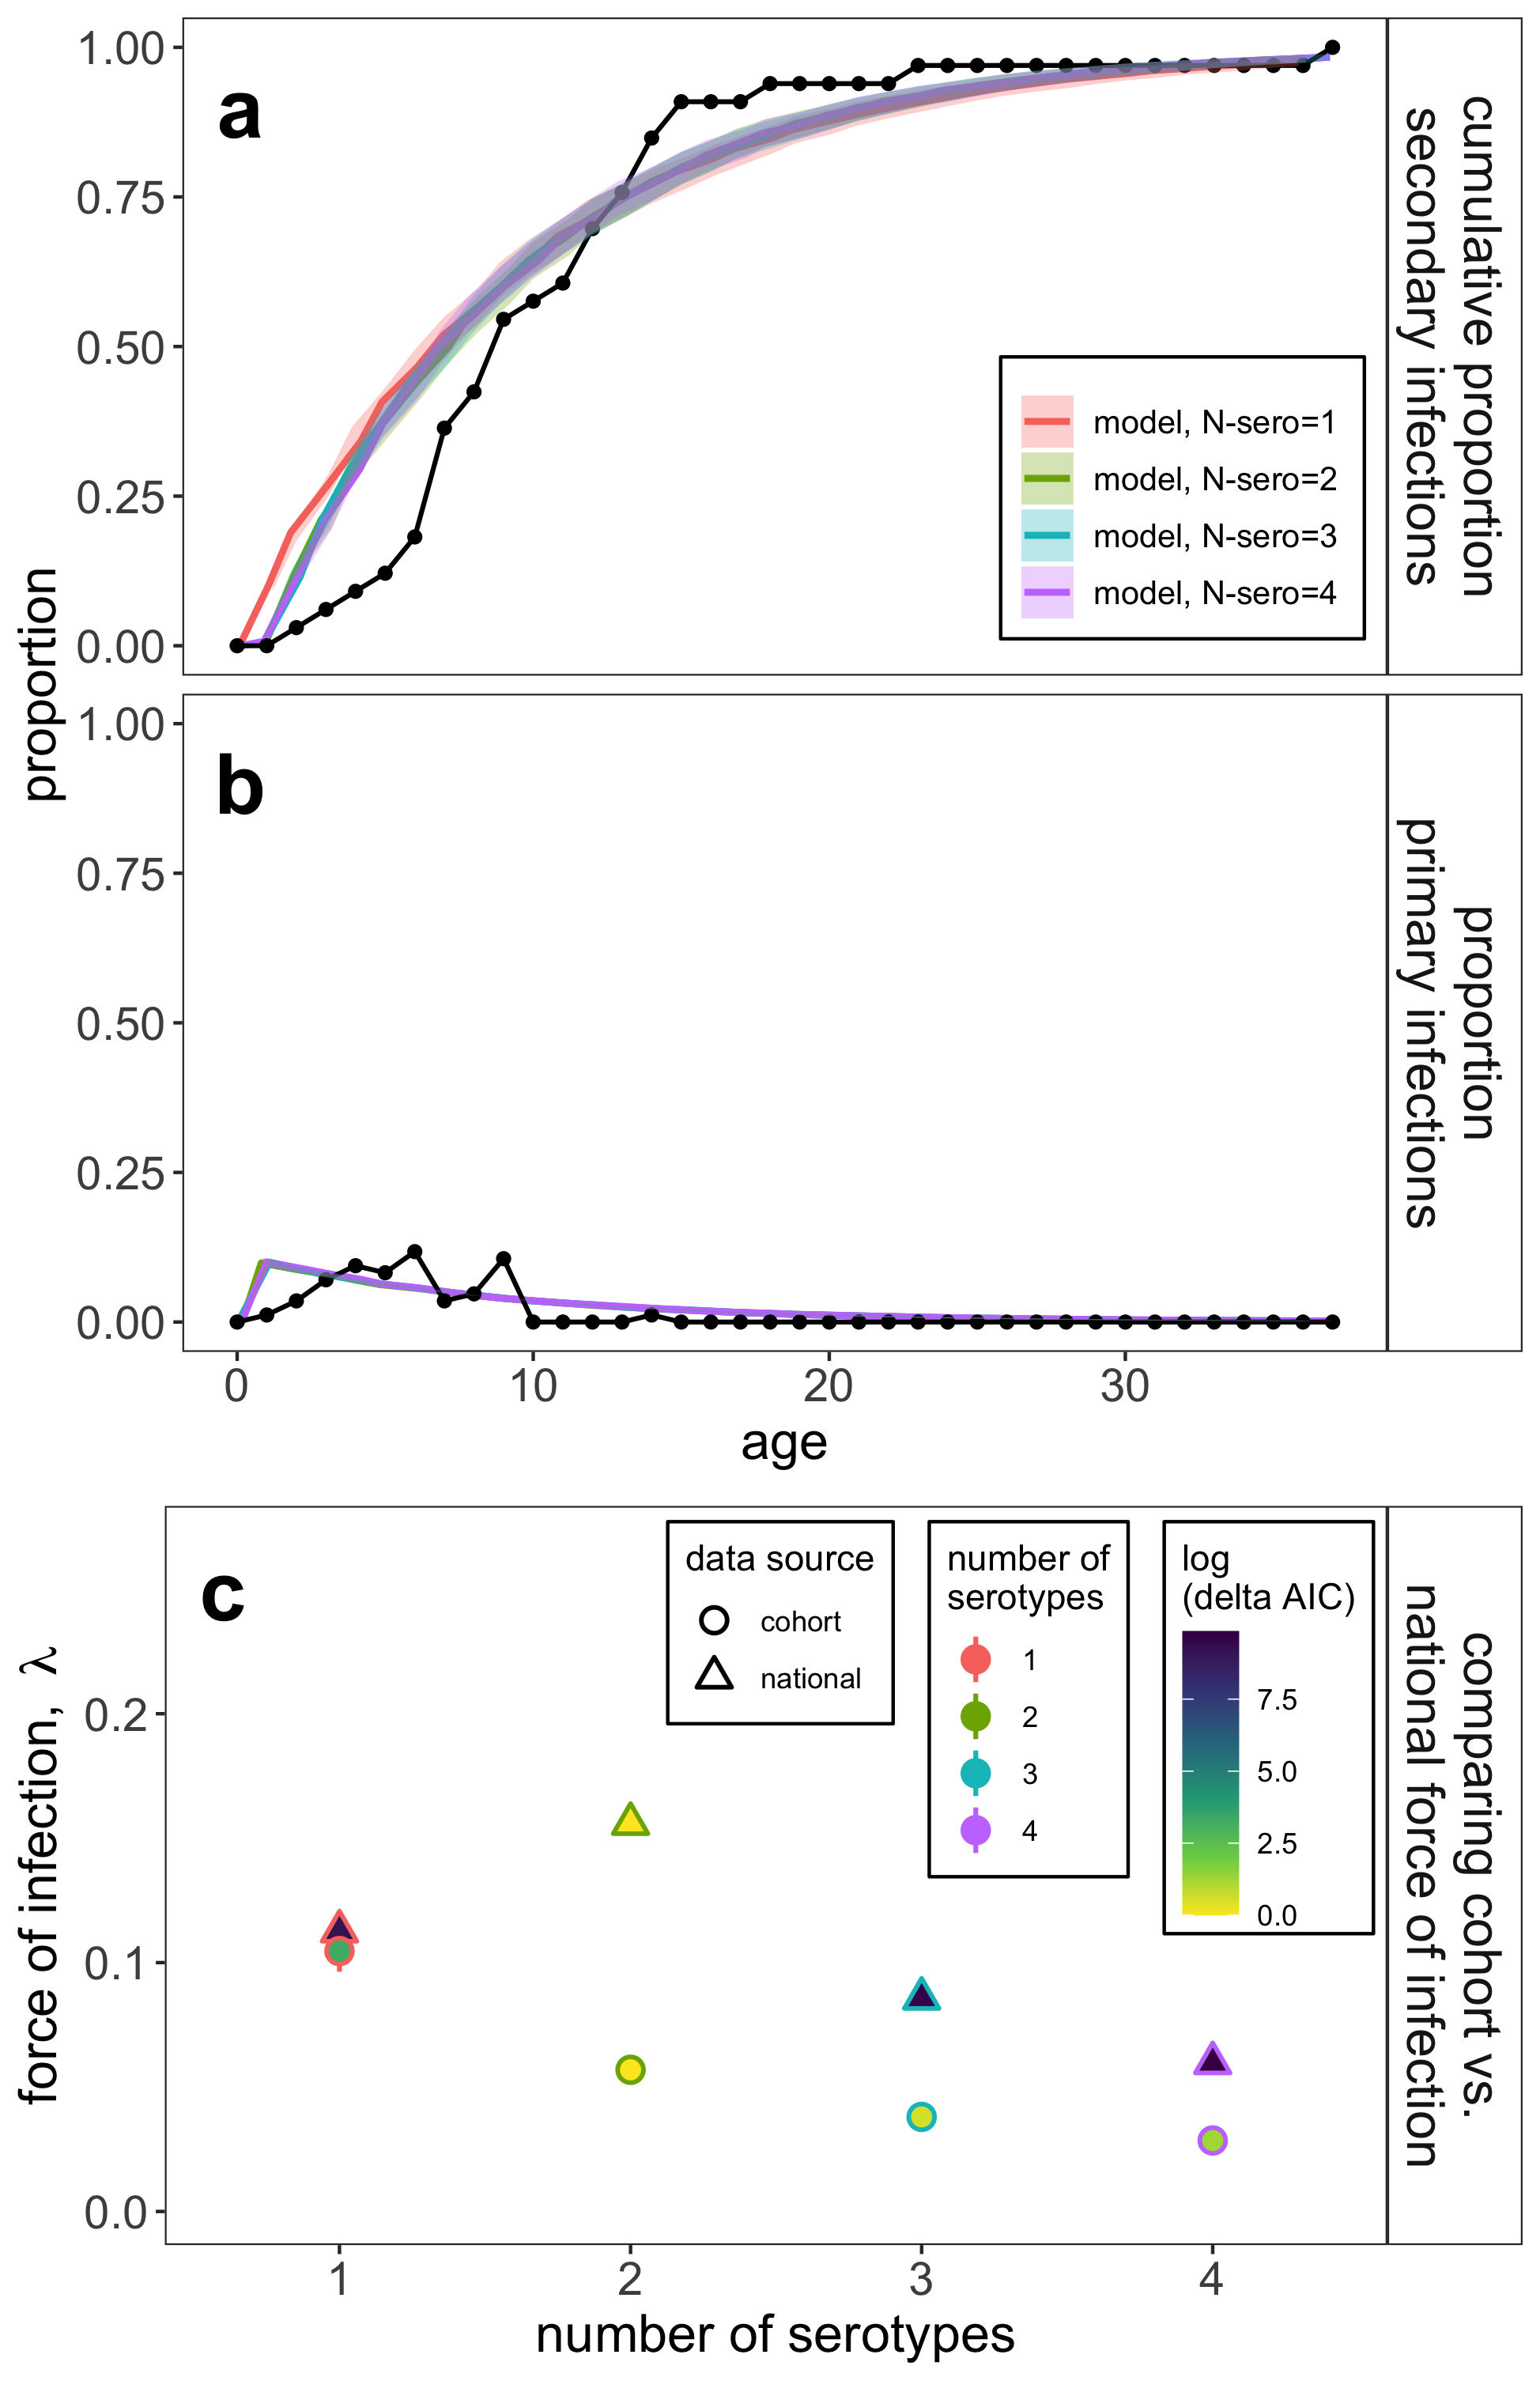 a
1.00
0.75
0.50
0.25
0.00
model, N-sero=1
model, N-sero=2
model, N-sero=3
model, N-sero=4
cumulative proportion
secondary infections
proportion
b
1.00
0.75
0.50
0.25
0.00
proportion
primary infections
0 10 20 30
age
c
data source
cohort
national
number of
serotypes
1
2
3
4
log
(delta AIC)
7.5
5.0
2.5
0.0
force of infection, λ
0.2
0.1
0.0
comparing cohort vs.
national force of infection
1 2 3 4
number of serotypes